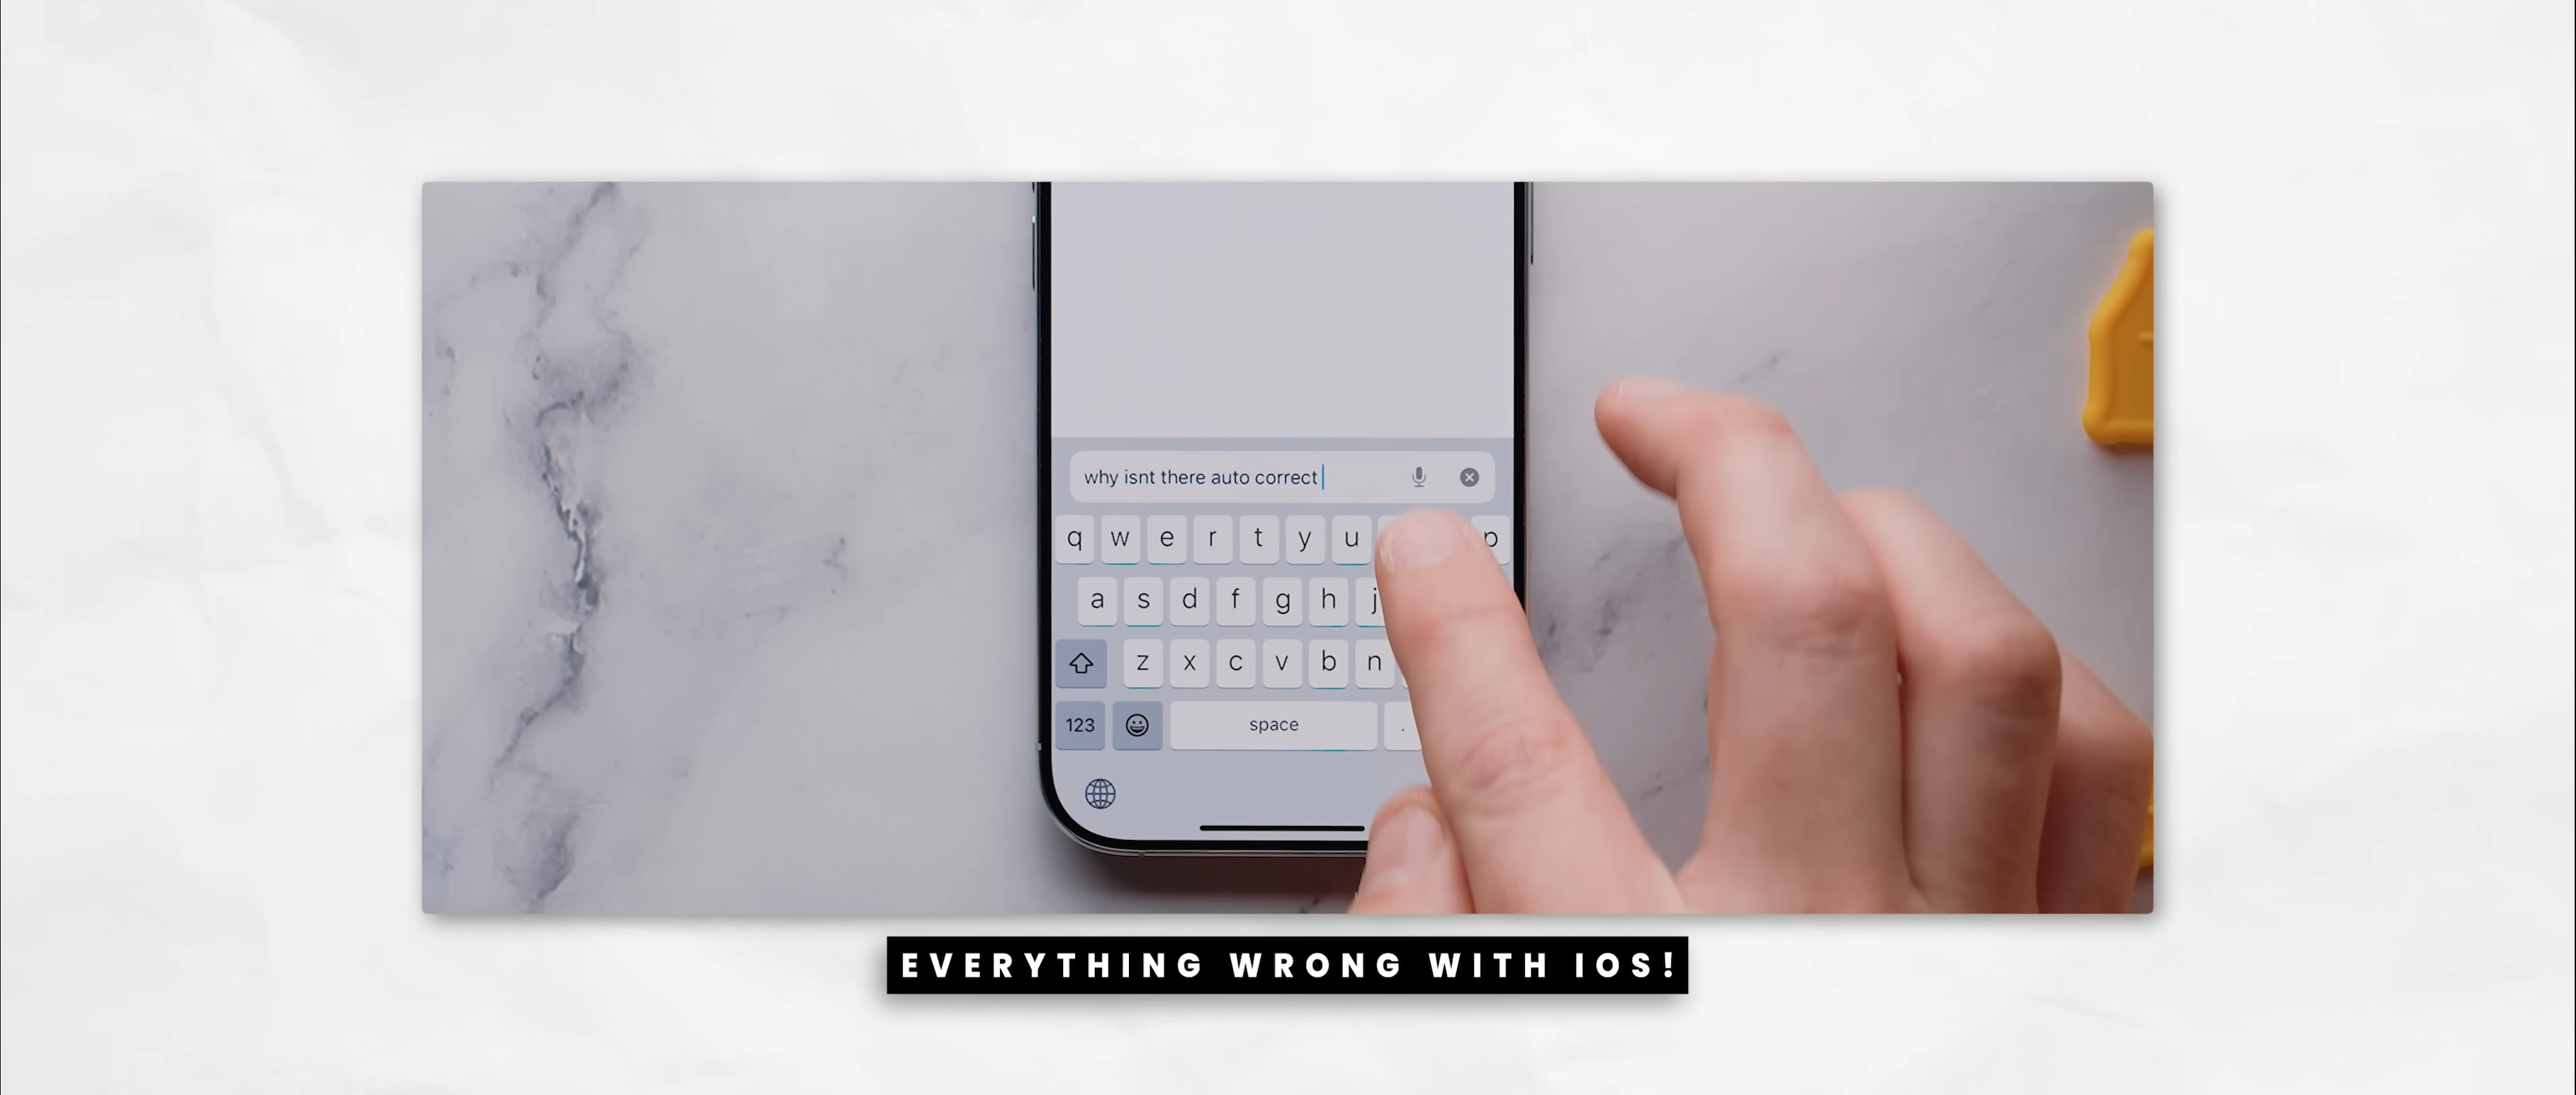 why isnt there auto correct
q w e r t y u p
a s d f g h j
z x c v b n
123 space .
EVERYTHING WRONG WITH IOS!